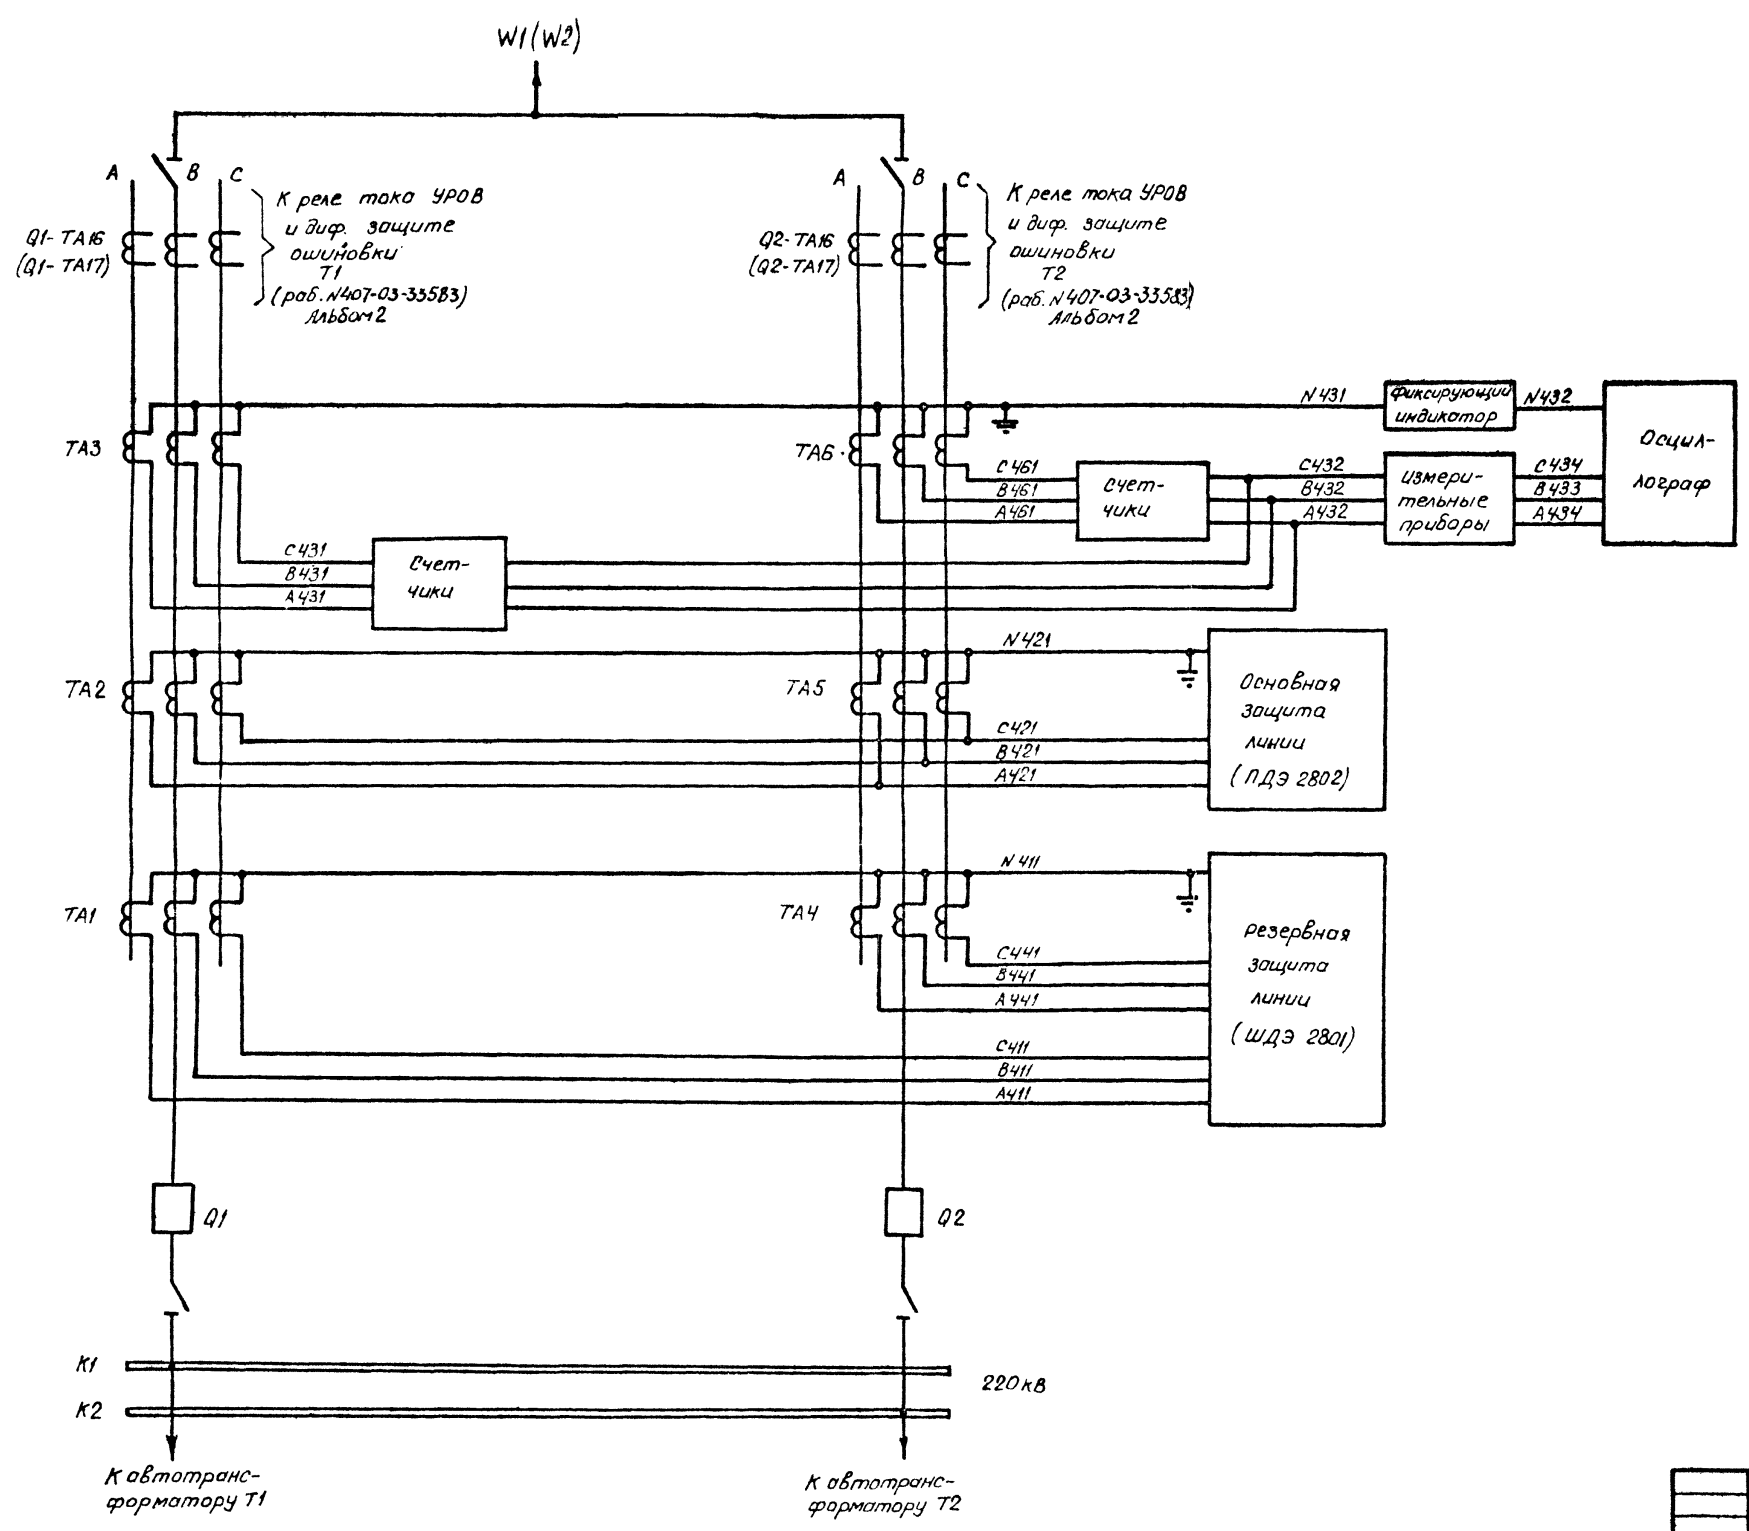 W1(W2)
A
B
C
К реле тока УРОВ
и диф. защите
ошиновки
Т1
(раб. N407-03-33583)
Альбом 2
Q1-TA16
(Q1-TA17)
A
B
C
К реле тока УРОВ
и диф. защите
ошиновки
Т2
(раб. N407-03-33583)
Альбом 2
Q2-TA16
(Q2-TA17)
TA3
TA6
N431
Фиксирующий
индикатор
N432
Осцил-
лограф
C461
B461
A461
Счет-
чики
C432
B432
A432
Измери-
тельные
приборы
C434
B433
A434
C431
B431
A431
Счет-
чики
TA2
TA5
N421
C421
B421
A421
Основная
защита
линии
(ПДЭ 2802)
TA1
TA4
N411
C441
B441
A441
C411
B411
A411
резервная
защита
линии
(ШДЭ 2801)
Q1
Q2
K1
K2
220кВ
К автотранс-
форматору Т1
К автотранс-
форматору Т2